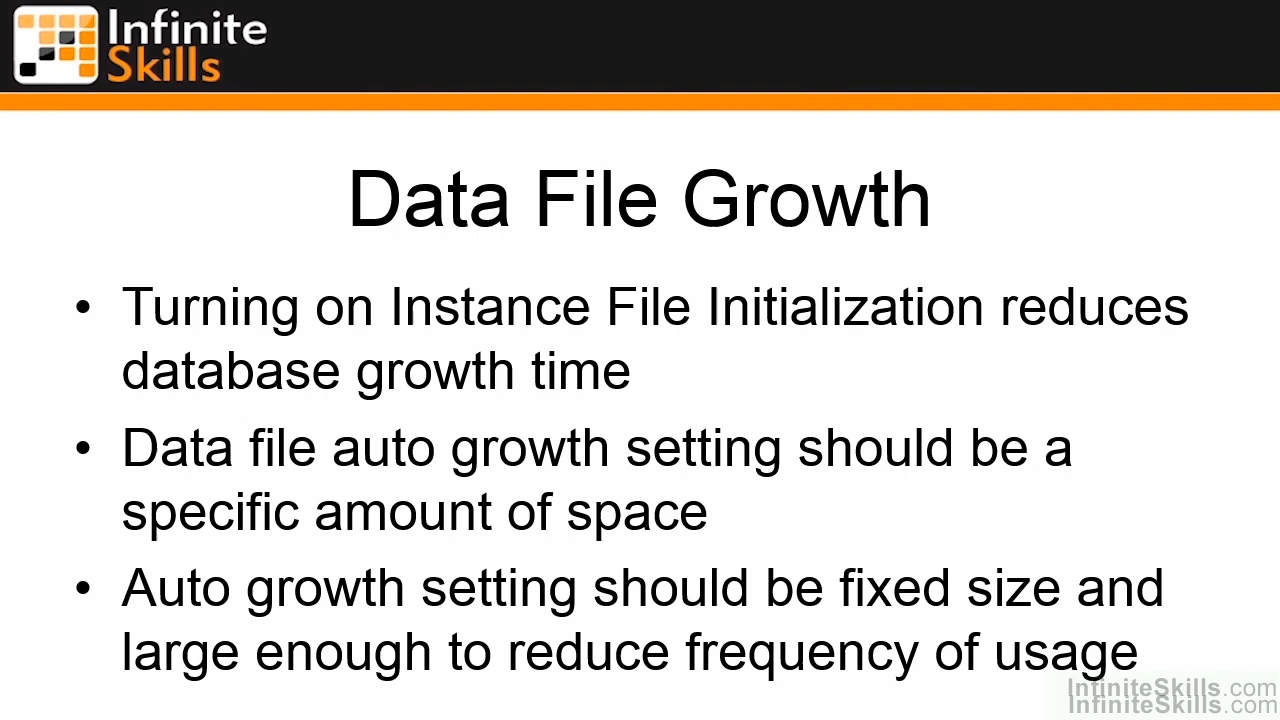 Infinite
Skills
Data File Growth
• Turning on Instance File Initialization reduces
database growth time
• Data file auto growth setting should be a
specific amount of space
• Auto growth setting should be fixed size and
large enough to reduce frequency of usage
InfiniteSkills.com
InfiniteSkills.com